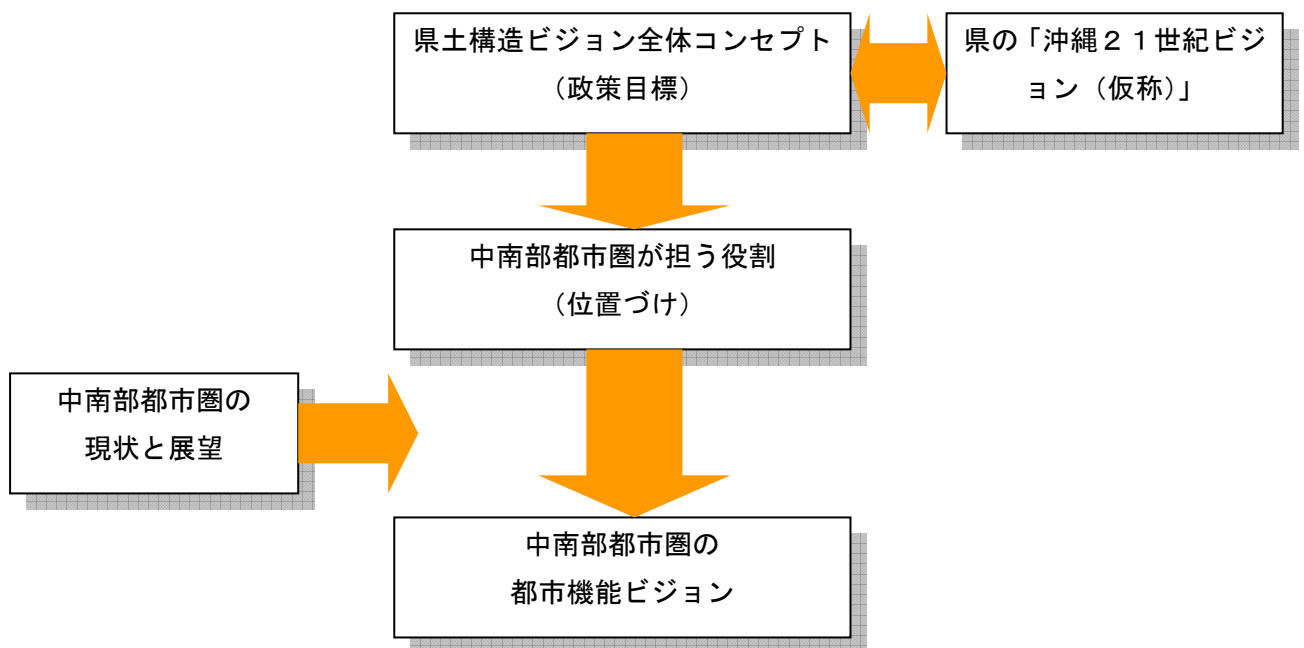 県土構造ビジョン全体コンセプト
（政策目標）
県の「沖縄２１世紀ビジ
ョン（仮称）」
中南部都市圏が担う役割
（位置づけ）
中南部都市圏の
現状と展望
中南部都市圏の
都市機能ビジョン